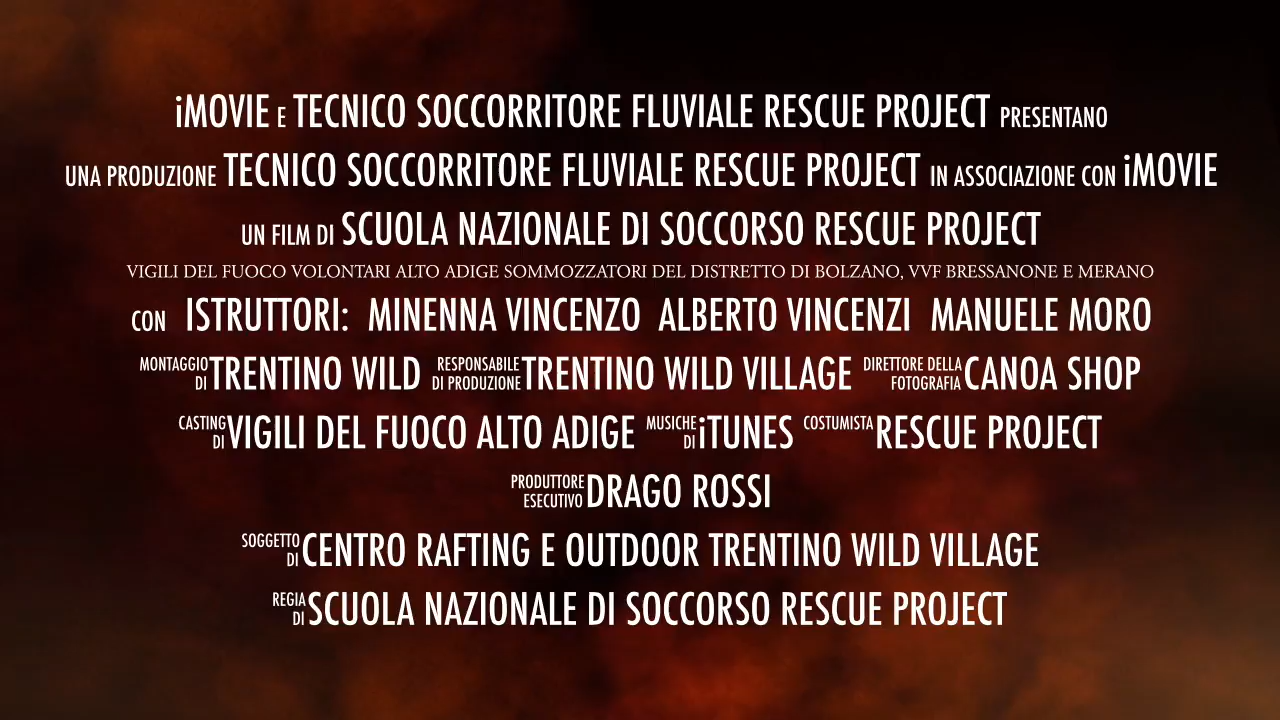 iMOVIE E TECNICO SOCCORRITORE FLUVIALE RESCUE PROJECT PRESENTANO
UNA PRODUZIONE TECNICO SOCCORRITORE FLUVIALE RESCUE PROJECT IN ASSOCIAZIONE CON iMOVIE
UN FILM DI SCUOLA NAZIONALE DI SOCCORSO RESCUE PROJECT
VIGILI DEL FUOCO VOLONTARI ALTO ADIGE SOMMOZZATORI DEL DISTRETTO DI BOLZANO, VVF BRESSANONE E MERANO
CON ISTRUTTORI: MINENNA VINCENZO ALBERTO VINCENZI MANUELE MORO
MONTAGGIO DI TRENTINO WILD RESPONSABILE DI PRODUZIONE TRENTINO WILD VILLAGE DIRETTORE DELLA FOTOGRAFIA CANOA SHOP
CASTING DI VIGILI DEL FUOCO ALTO ADIGE MUSICHE DI iTUNES COSTUMISTA RESCUE PROJECT
PRODUTTORE ESECUTIVO DRAGO ROSSI
SOGGETTO DI CENTRO RAFTING E OUTDOOR TRENTINO WILD VILLAGE
REGIA DI SCUOLA NAZIONALE DI SOCCORSO RESCUE PROJECT